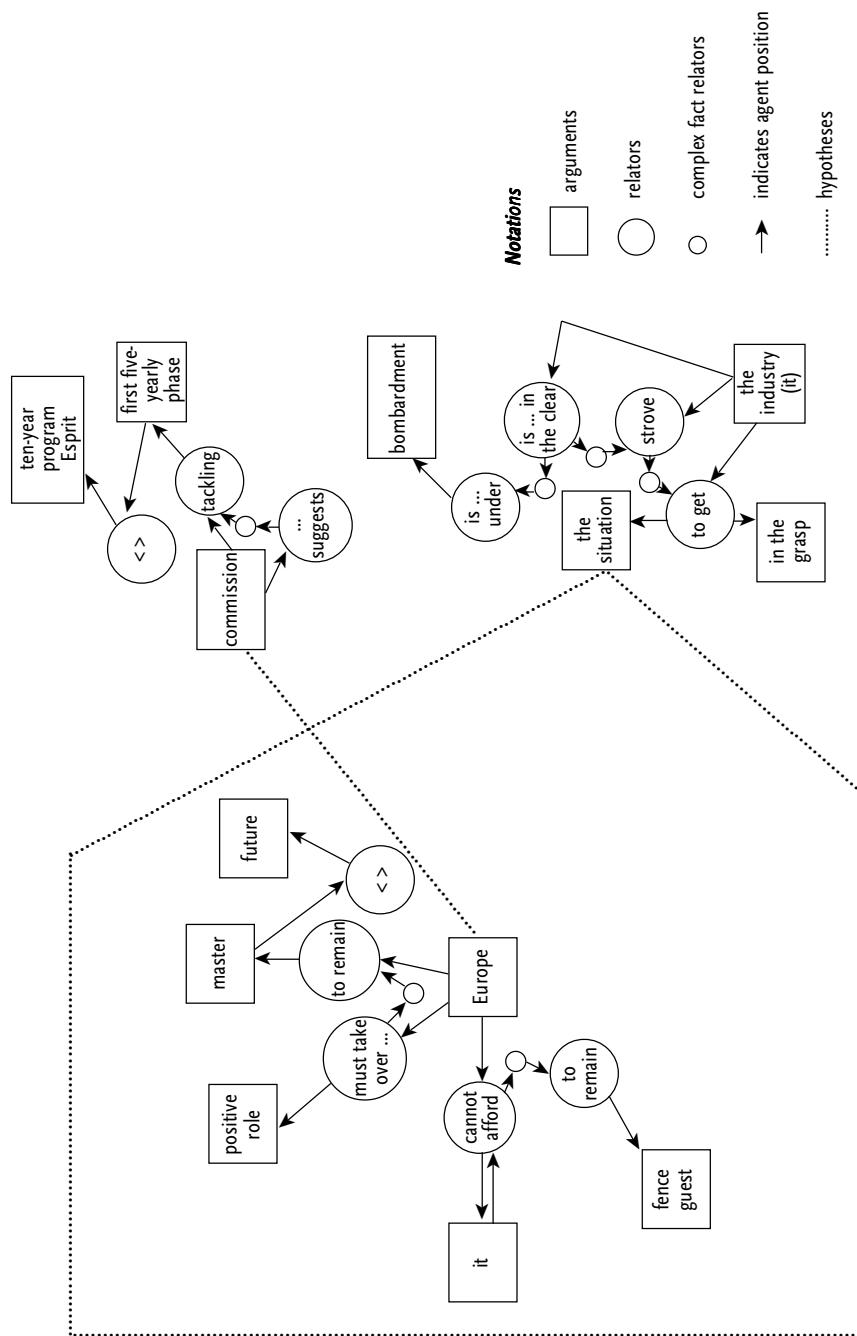 positive
role
must take
over ...
master
to remain
future
< >
it
cannot
afford
Europe
to
remain
fence
guest
ten-year
program
Esprit
< >
first five-
yearly
phase
tackling
commission
...
suggests
bombardment
is ...
under
is ... in
the clear
strove
the
situation
to get
in the
grasp
the
industry
(it)
Notations
arguments
relators
complex fact relators
indicates agent position
hypotheses